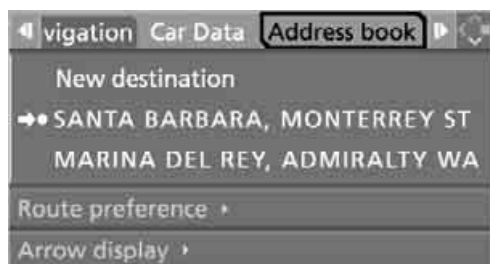 vigation Car Data Address book
New destination
SANTA BARBARA, MONTERREY ST
MARINA DEL REY, ADMIRALTY WA
Route preference
Arrow display